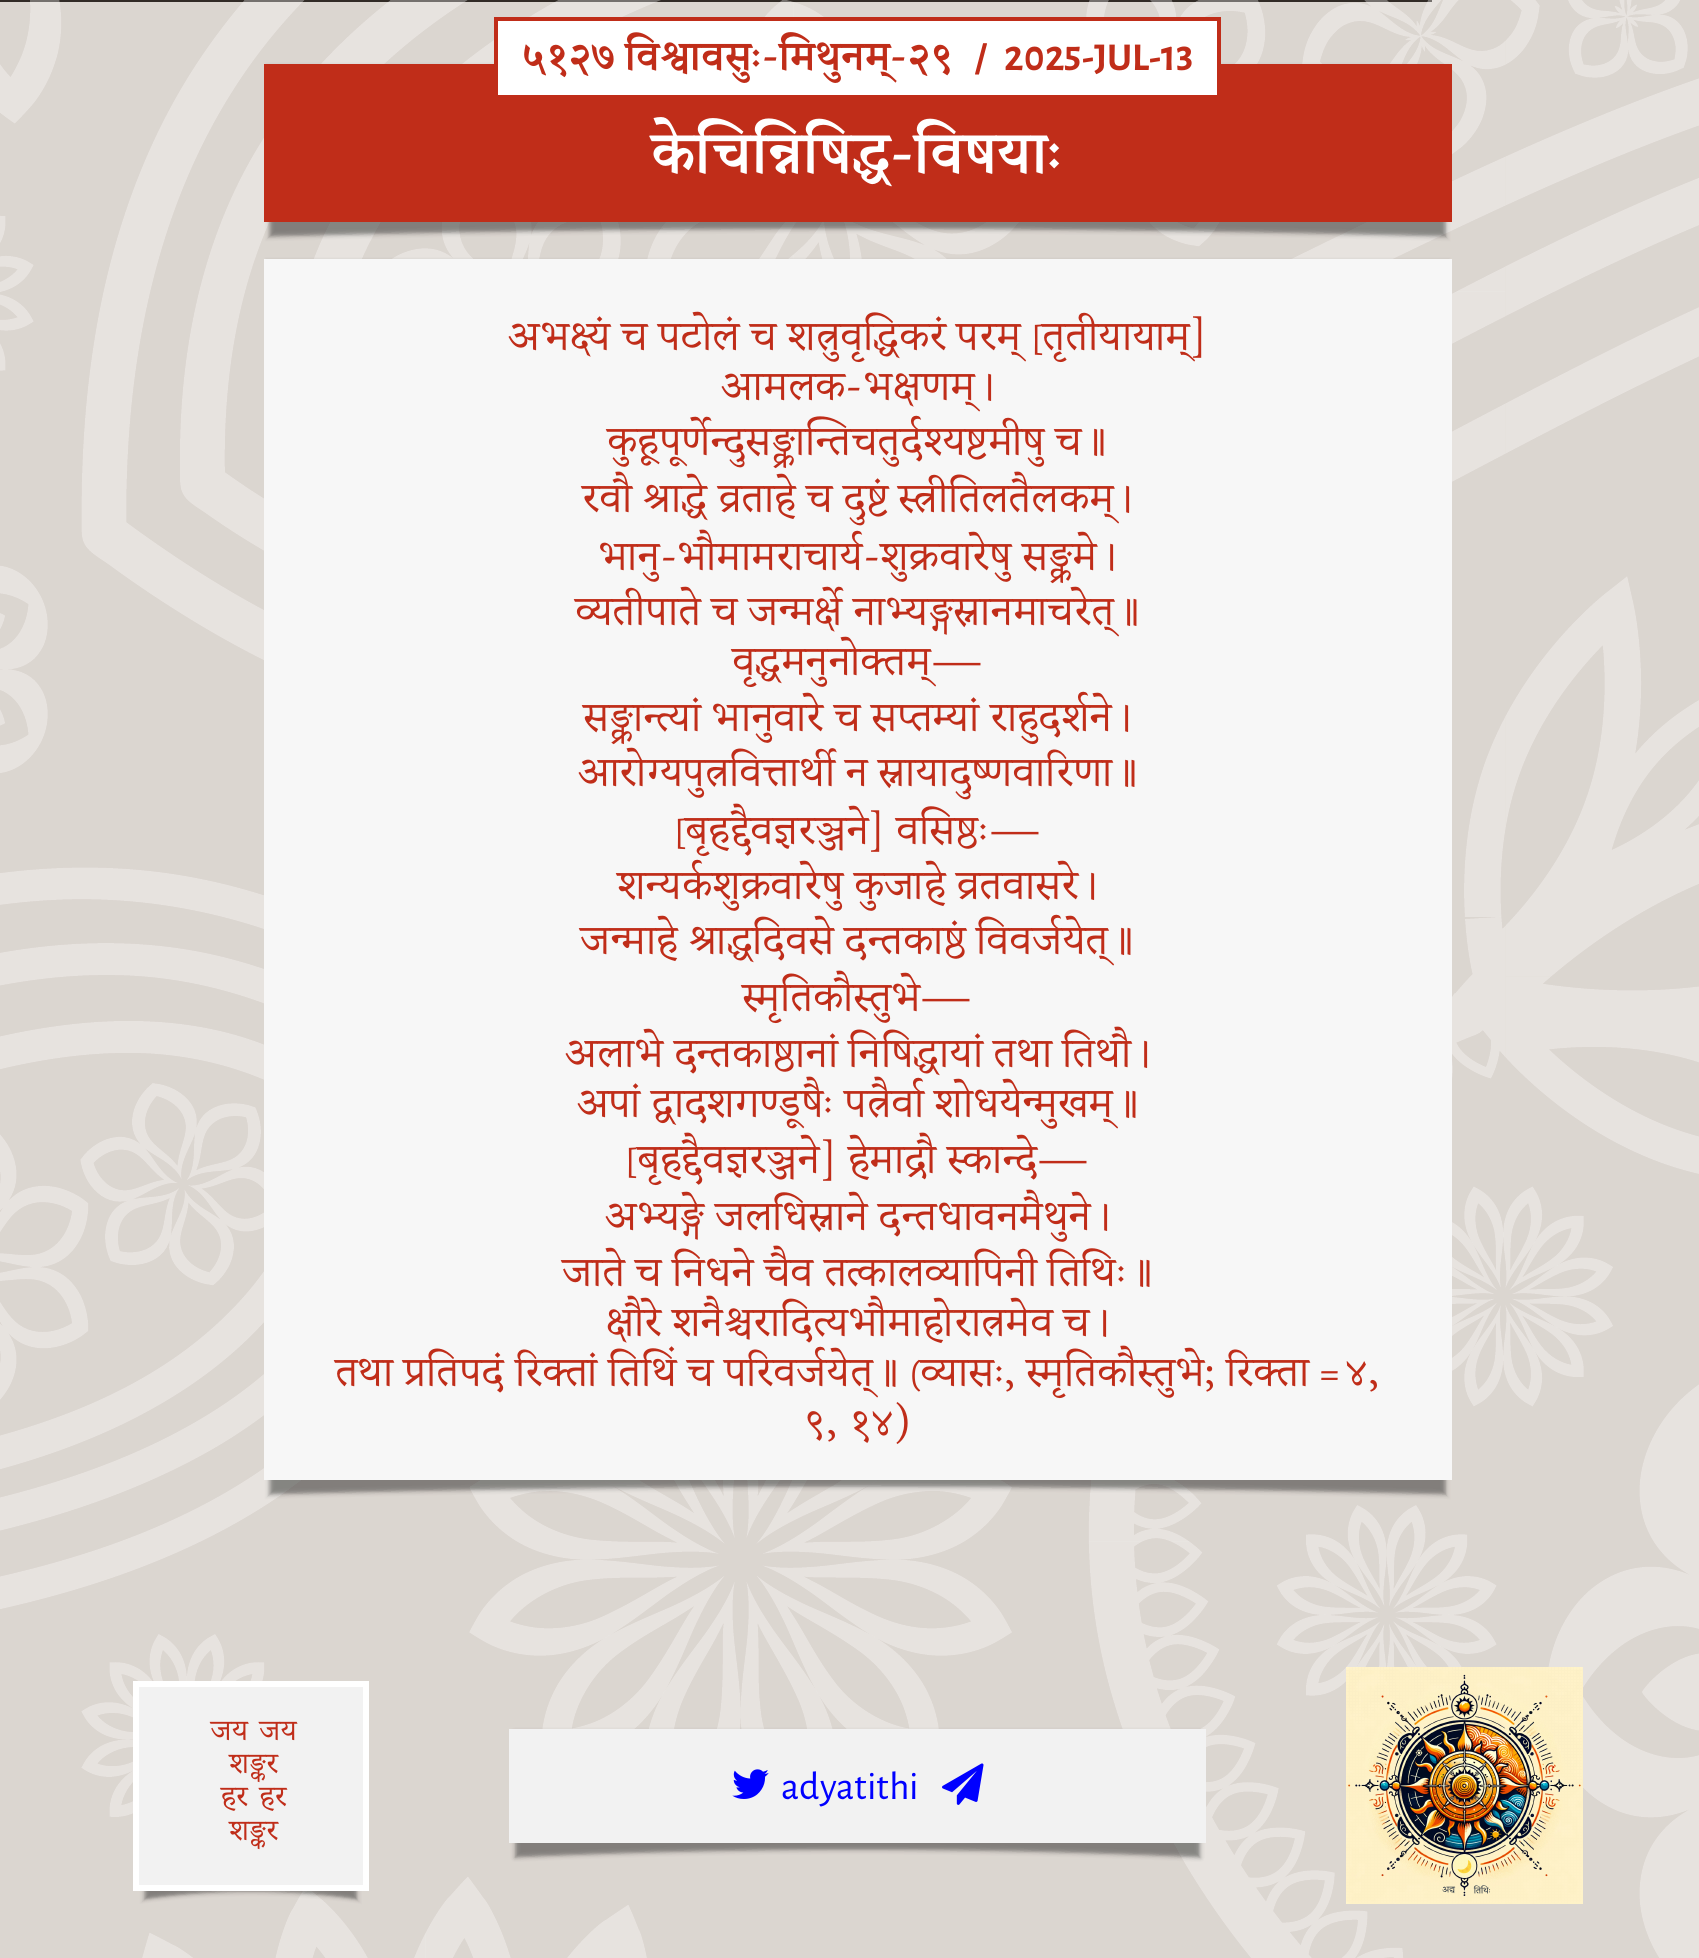 ५१२७ विश्वावसुः-मिथुनम्-२९ / 2025-JUL-13
केचिन्निषिद्ध-विषयाः
अभक्ष्यं च पटोलं च शत्रुवृद्धिकरं परम् [तृतीयायाम्]
आमलक-भक्षणम्।
कुहूपूर्णेन्दुसङ्क्रान्तिचतुर्दश्यष्टमीषु च॥
रवौ श्राद्धे व्रताहे च दुष्टं स्त्रीतिलतैलकम्।
भानु-भौमामराचार्य-शुक्रवारेषु सङ्क्रमे।
व्यतीपाते च जन्मर्क्षे नाभ्यङ्गस्नानमाचरेत्॥
वृद्धमनुनोक्तम्—
सङ्क्रान्त्यां भानुवारे च सप्तम्यां राहुदर्शने।
आरोग्यपुत्रवित्तार्थी न स्नायादुष्णवारिणा॥
[बृहद्दैवज्ञरञ्जने] वसिष्ठः—
शन्यर्कशुक्रवारेषु कुजाहे व्रतवासरे।
जन्माहे श्राद्धदिवसे दन्तकाष्ठं विवर्जयेत्॥
स्मृतिकौस्तुभे—
अलाभे दन्तकाष्ठानां निषिद्धायां तथा तिथौ।
अपां द्वादशगण्डूषैः पत्रैर्वा शोधयेन्मुखम्॥
[बृहद्दैवज्ञरञ्जने] हेमाद्रौ स्कान्दे—
अभ्यङ्गे जलधिस्नाने दन्तधावनमैथुने।
जाते च निधने चैव तत्कालव्यापिनी तिथिः॥
क्षौरे शनैश्चरादित्यभौमाहोरात्रमेव च।
तथा प्रतिपदं रिक्तां तिथिं च परिवर्जयेत्॥ (व्यासः, स्मृतिकौस्तुभे; रिक्ता = ४,
९, १४)
जय जय
शङ्कर
हर हर
शङ्कर
adyatithi
अद्य तिथिः